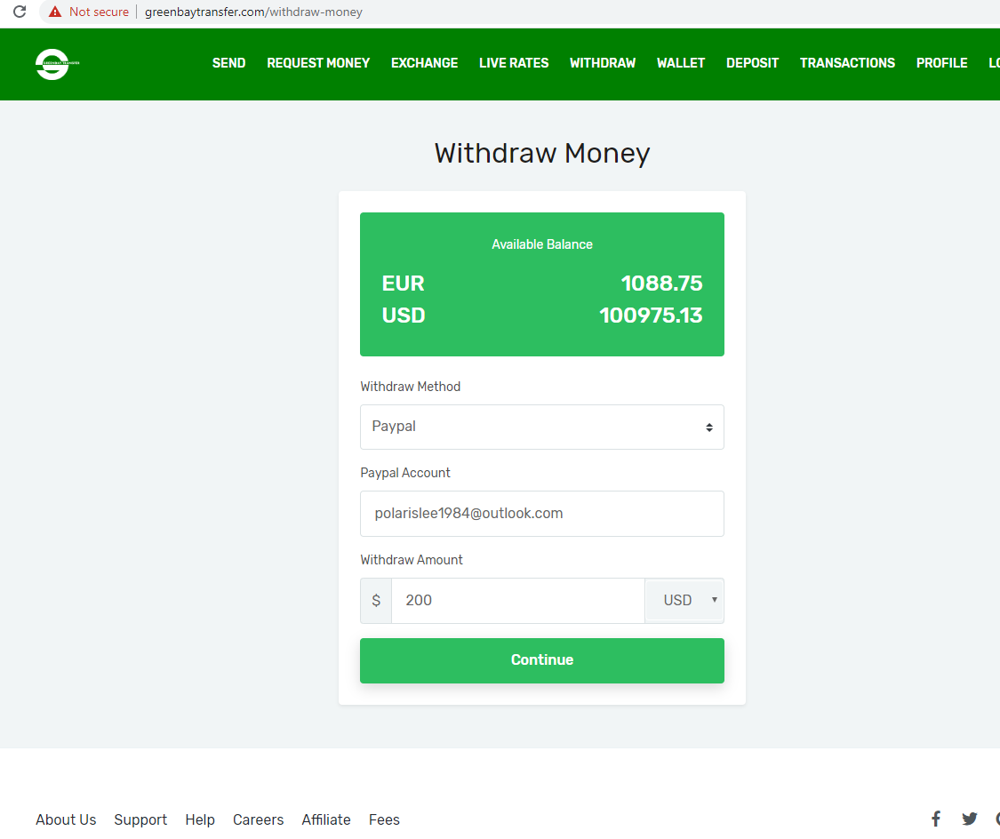 Not secure greenbaytransfer.com/withdraw-money
GREENBAY TRANSFER
SEND REQUEST MONEY EXCHANGE LIVE RATES WITHDRAW WALLET DEPOSIT TRANSACTIONS PROFILE
Withdraw Money
Available Balance
EUR 1088.75
USD 100975.13
Withdraw Method
Paypal
Paypal Account
polarislee1984@outlook.com
Withdraw Amount
$ 200 USD
Continue
About Us Support Help Careers Affiliate Fees